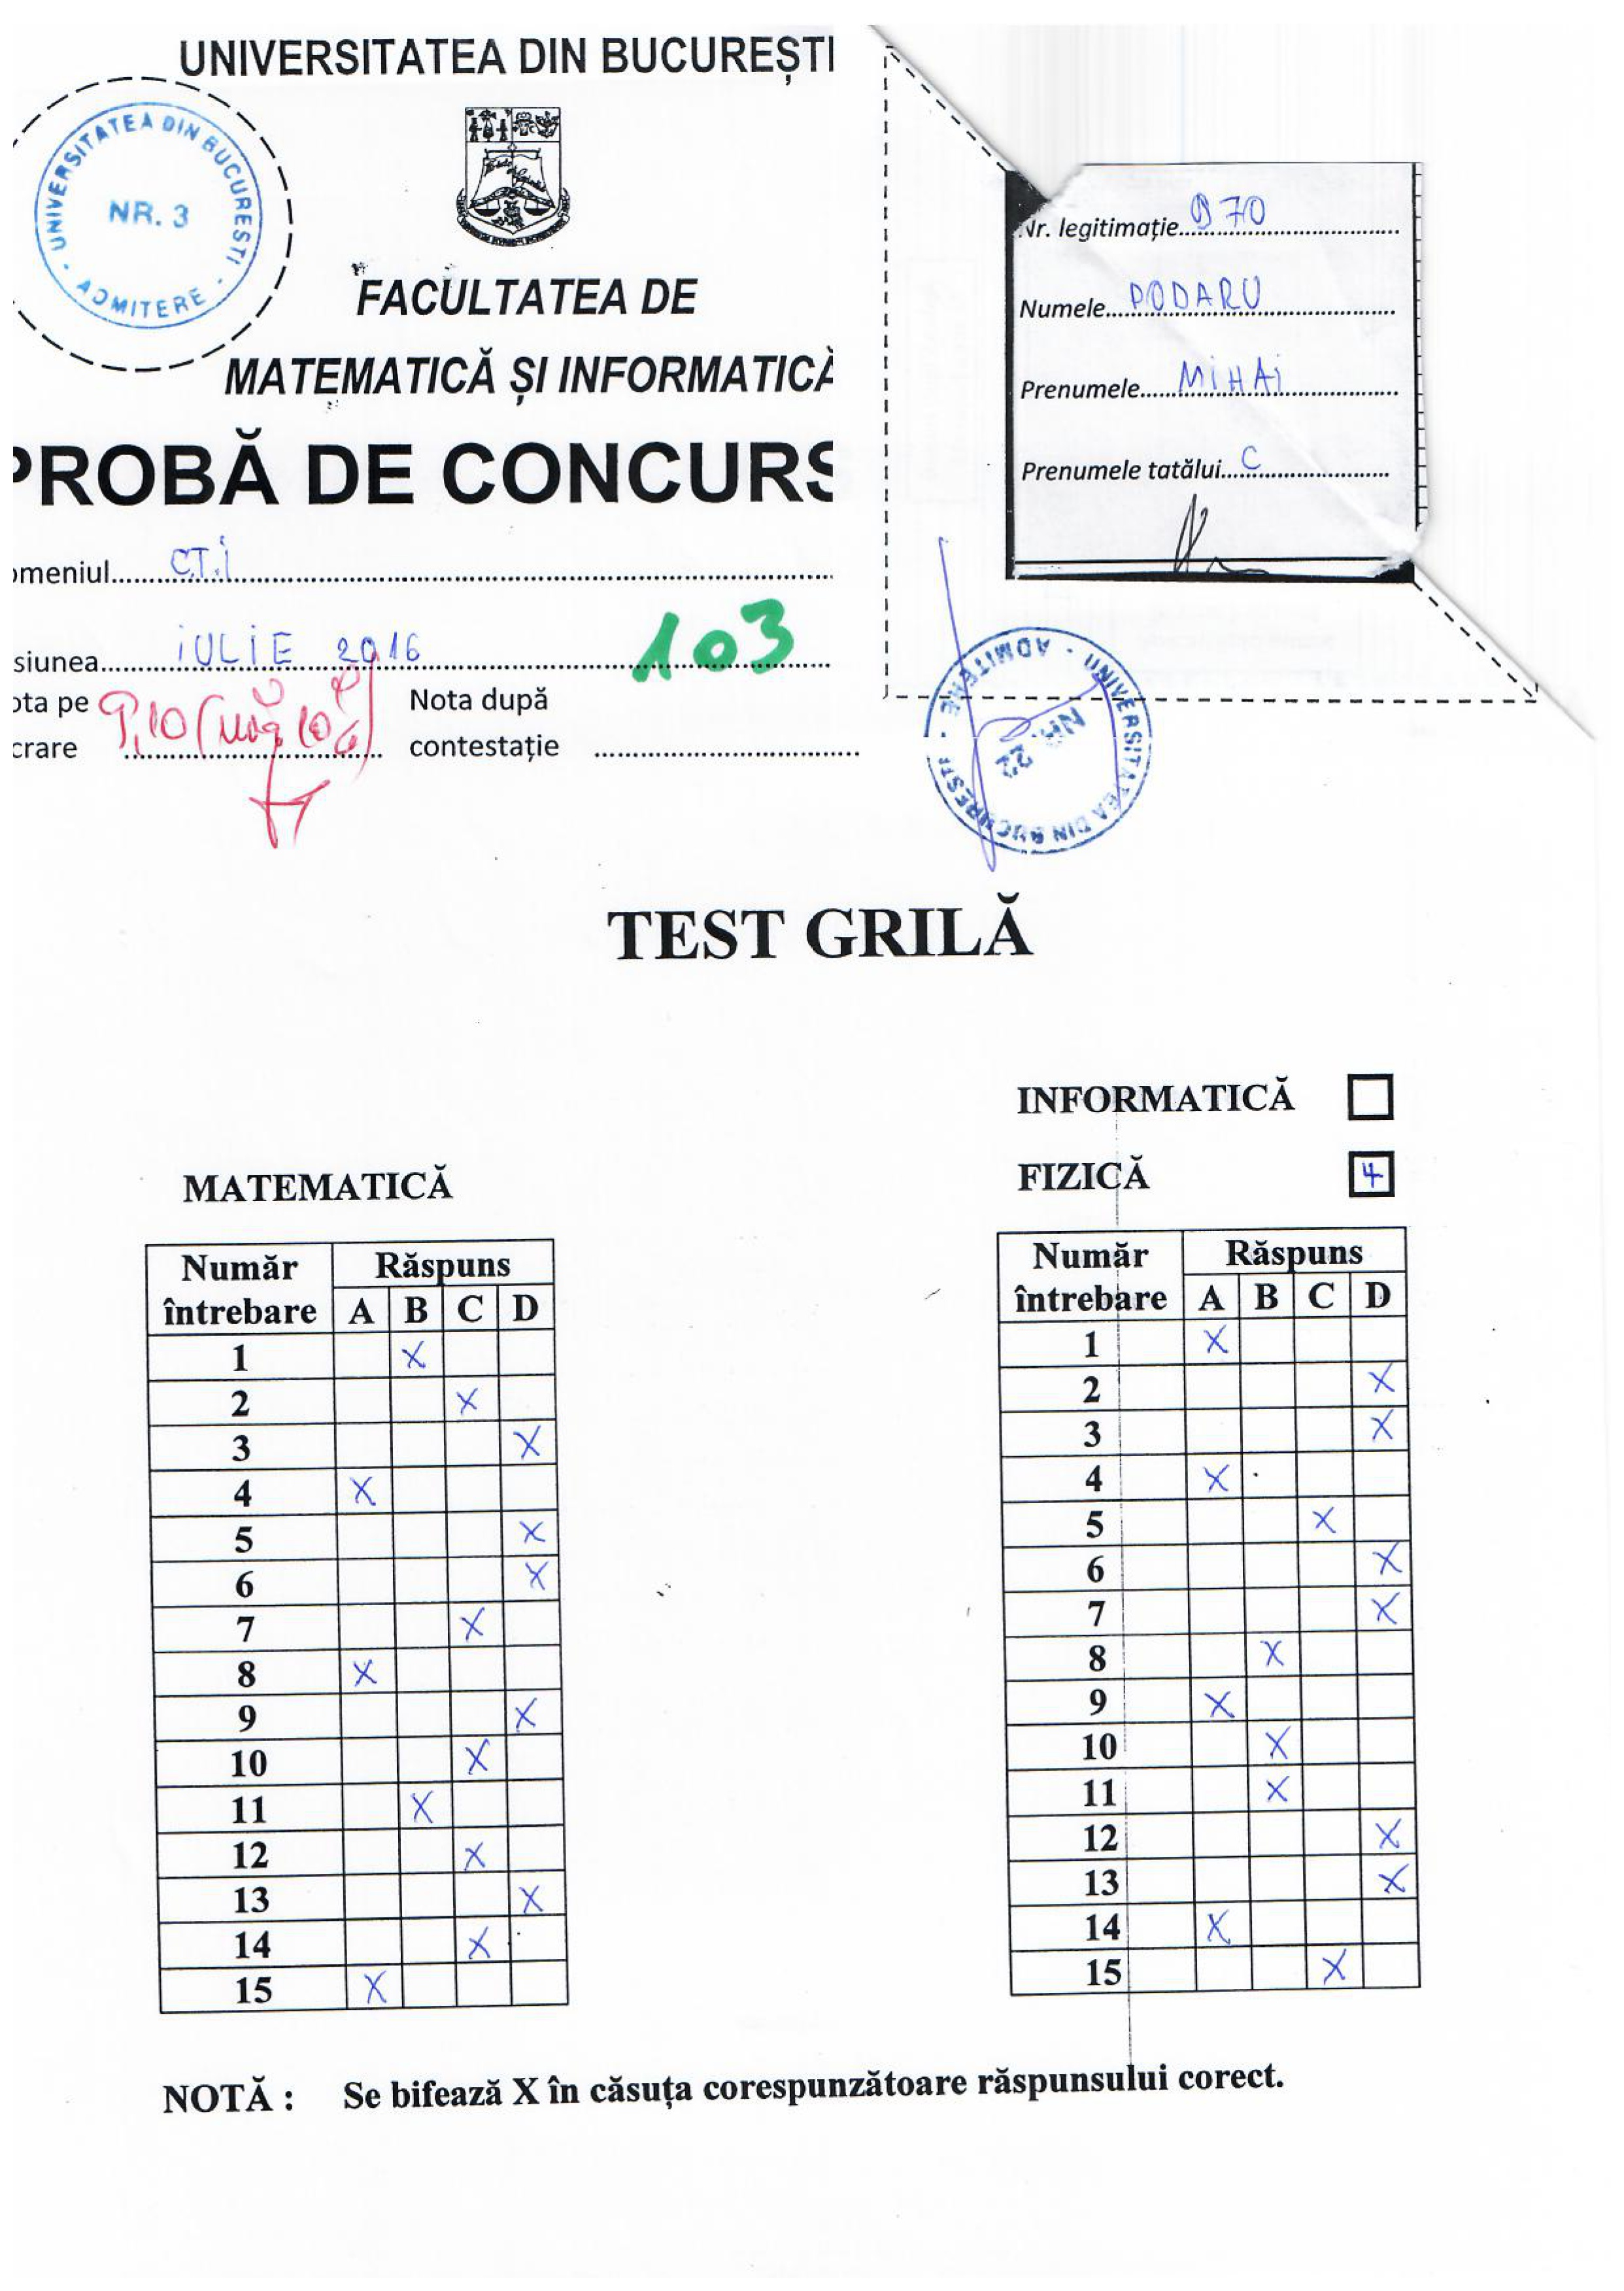 UNIVERSITATEA DIN BUCUREȘTI
UNIVERSITATEA DIN BUCURESTI
NR. 3
ADMITERE
FACULTATEA DE
MATEMATICĂ ȘI INFORMATICĂ
PROBĂ DE CONCURS
omeniul C.T.I
siunea IULIE 2016
103
ota pe
crare
9,10 (nouă 10%)
Nota după
contestație
Nr. legitimație 970
Numele PODARU
Prenumele MIHAI
Prenumele tatălui C
UNIVERSITATEA DIN BUCURESTI
ADMITERE
NR. 22
TEST GRILĂ
INFORMATICĂ
FIZICĂ 4
MATEMATICĂ
Număr întrebare Răspuns
A B C D
1 X
2 X
3 X
4 X
5 X
6 X
7 X
8 X
9 X
10 X
11 X
12 X
13 X
14 X
15 X
Număr întrebare Răspuns
A B C D
1 X
2 X
3 X
4 X
5 X
6 X
7 X
8 X
9 X
10 X
11 X
12 X
13 X
14 X
15 X
NOTĂ : Se bifează X în căsuța corespunzătoare răspunsului corect.